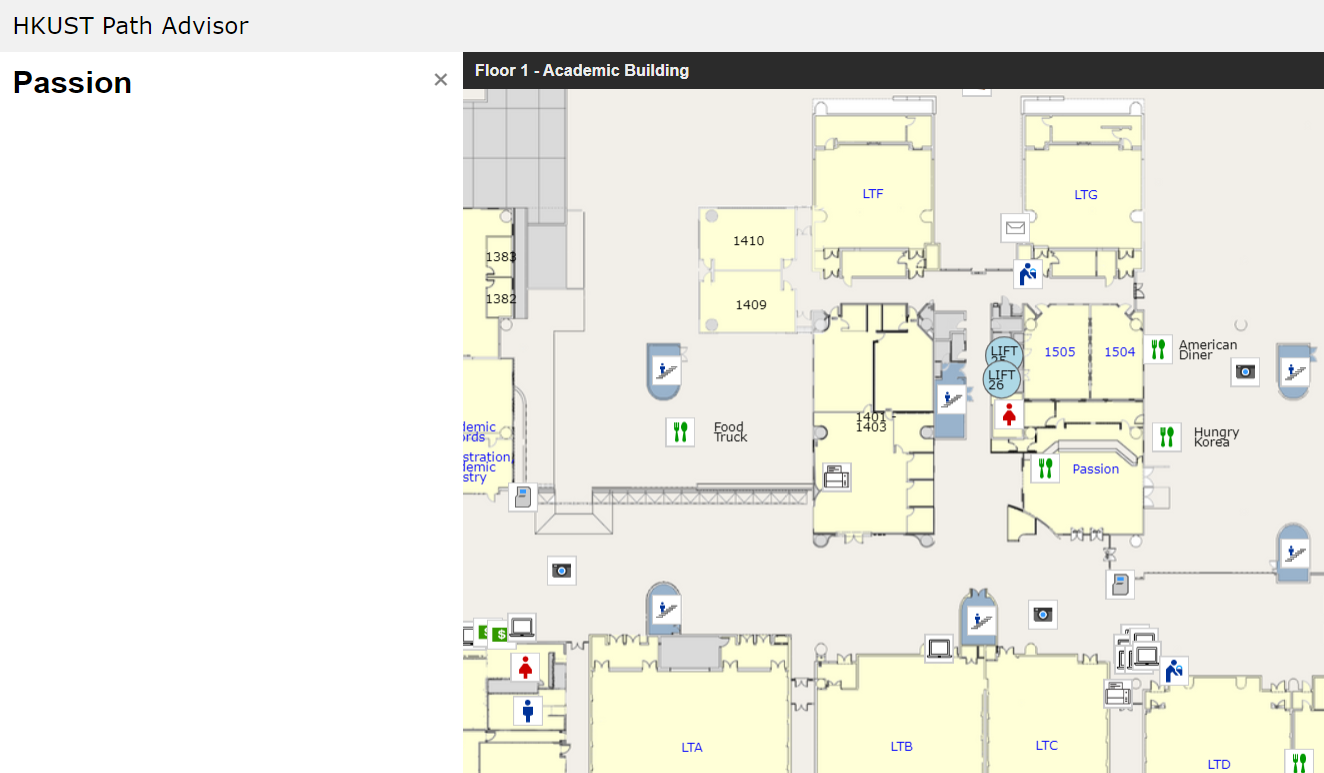 HKUST Path Advisor
Passion
×
Floor 1 - Academic Building
LTF
LTG
1410
1383
1409
1382
LIFT
25
LIFT
26
1505
1504
American
Diner
1401 -
1403
Food
Truck
Hungry
Korea
Passion
demic
ords
stration,
demic
stry
$
$
LTA
LTB
LTC
LTD